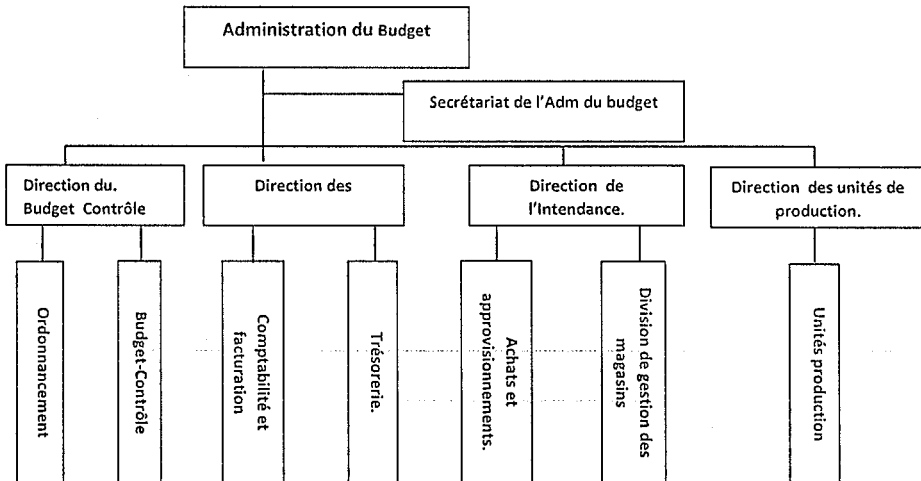 Administration du Budget
Secrétariat de l'Adm du budget
Direction du.
Budget Contrôle
Direction des
Direction de
l'Intendance.
Direction des unités de
production.
Ordonnancement
Budget-Contrôle
Comptabilité et
facturation
Trésorerie.
Achats et
approvisionnements.
Division de gestion des
magasins
Unités production